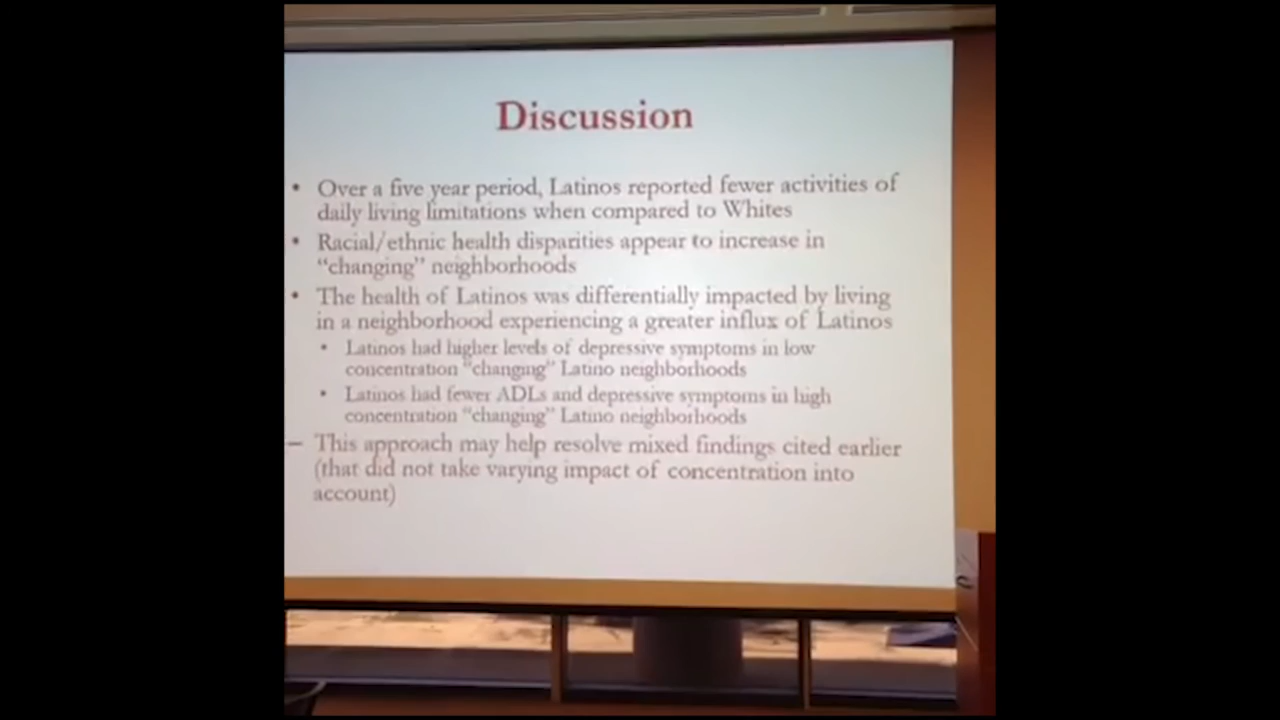 Discussion
• Over a five year period, Latinos reported fewer activities of
daily living limitations when compared to Whites
• Racial/ethnic health disparities appear to increase in
“changing” neighborhoods
• The health of Latinos was differentially impacted by living
in a neighborhood experiencing a greater influx of Latinos
• Latinos had higher levels of depressive symptoms in low
concentration “changing” Latino neighborhoods
• Latinos had fewer ADLs and depressive symptoms in high
concentration “changing” Latino neighborhoods
– This approach may help resolve mixed findings cited earlier
(that did not take varying impact of concentration into
account)